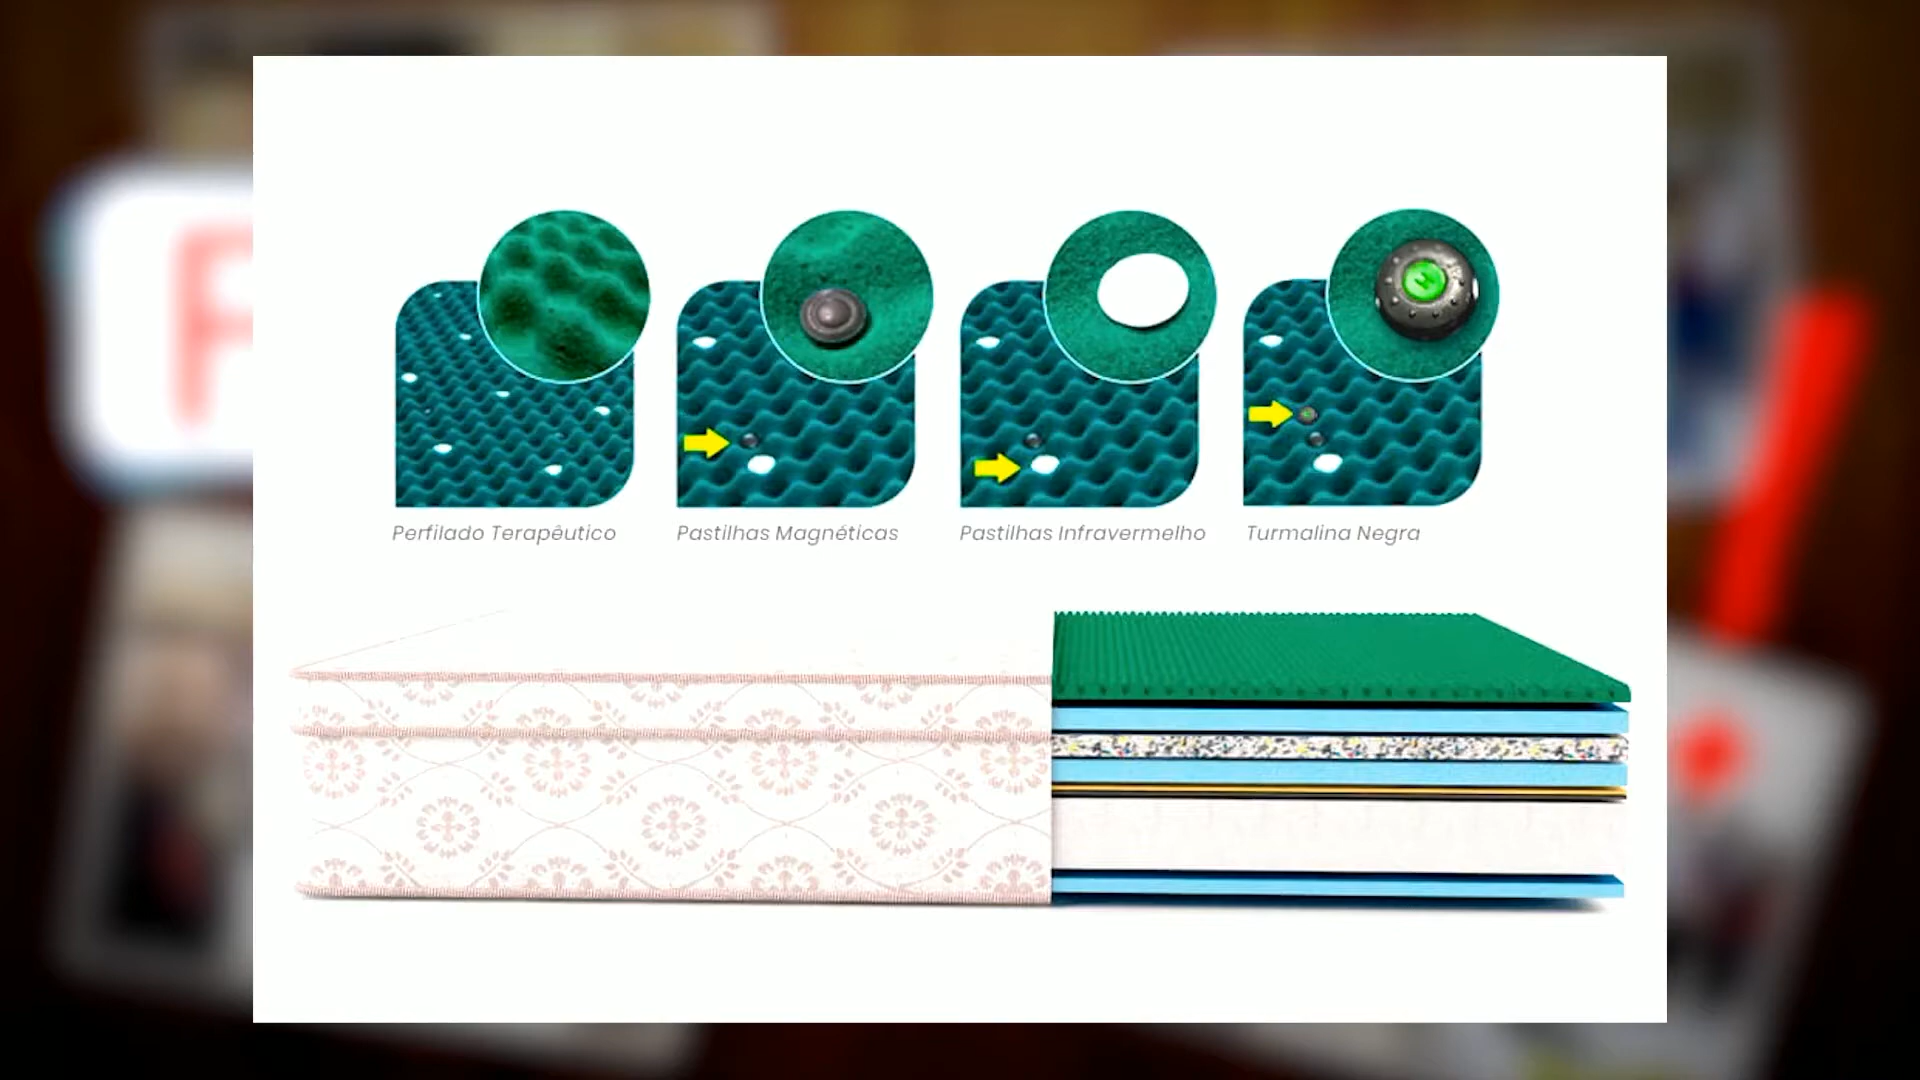 Perfilado Terapêutico
Pastilhas Magnéticas
Pastilhas Infravermelho
Turmalina Negra
H